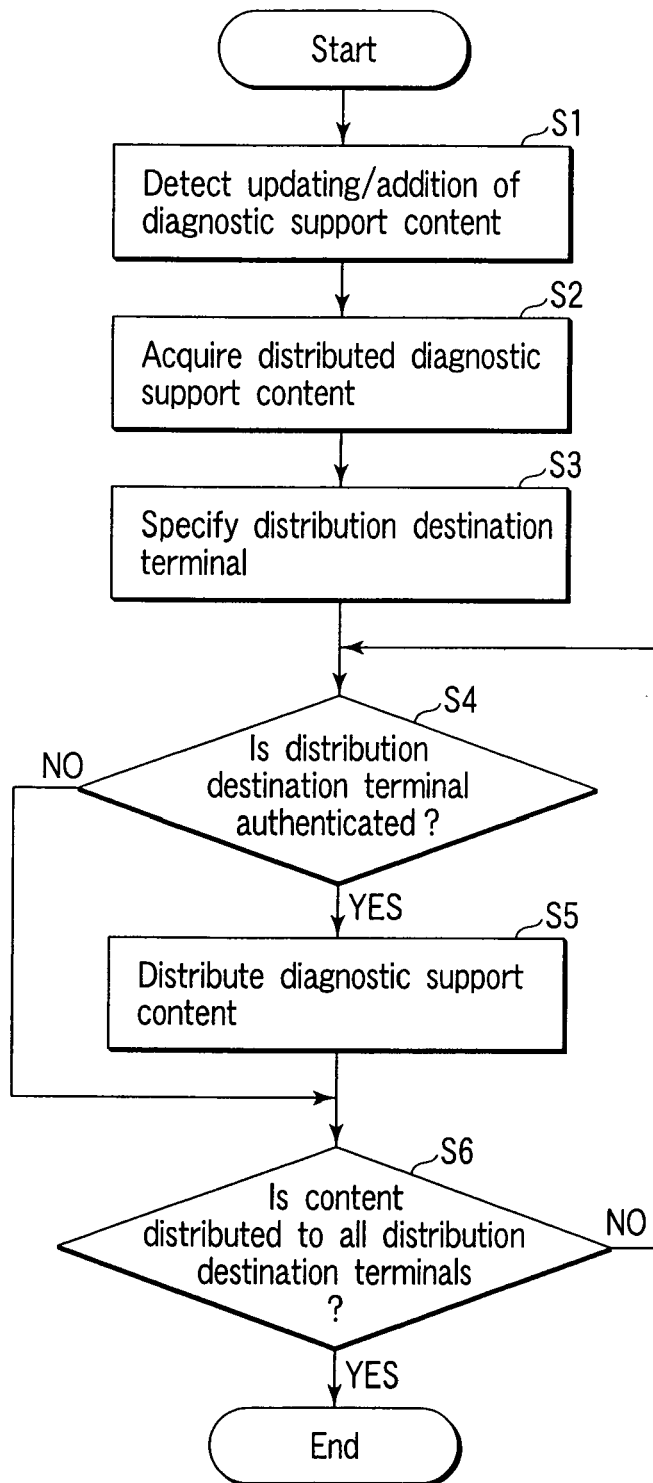 Start
S1
Detect updating/addition of
diagnostic support content
S2
Acquire distributed diagnostic
support content
S3
Specify distribution destination
terminal
S4
Is distribution
destination terminal
authenticated ?
NO
YES
S5
Distribute diagnostic support
content
S6
Is content
distributed to all distribution
destination terminals
?
NO
YES
End